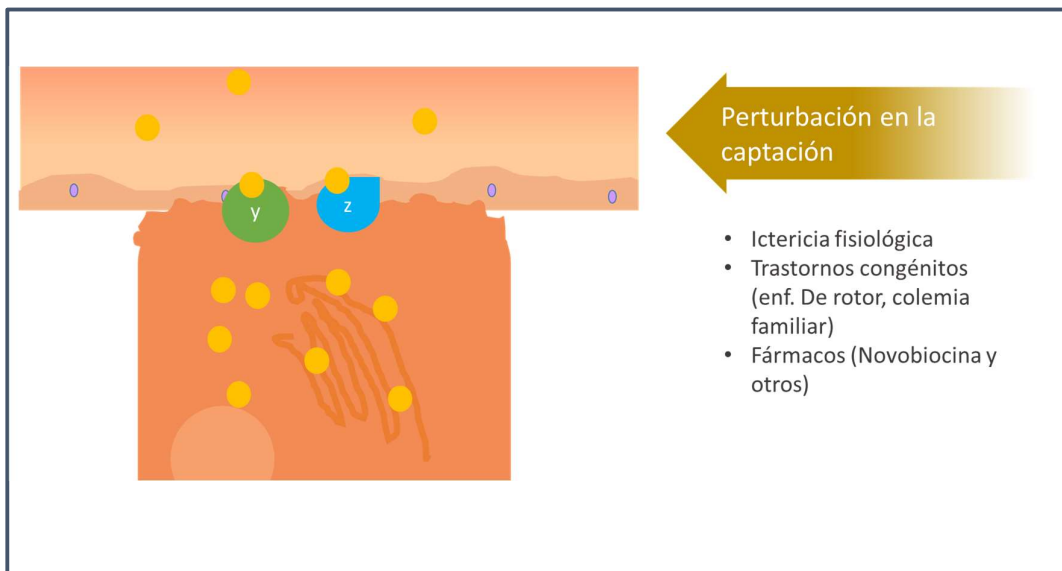 Perturbación en la
captación
y
z
• Ictericia fisiológica
• Trastornos congénitos
(enf. De rotor, colemia
familiar)
• Fármacos (Novobiocina y
otros)